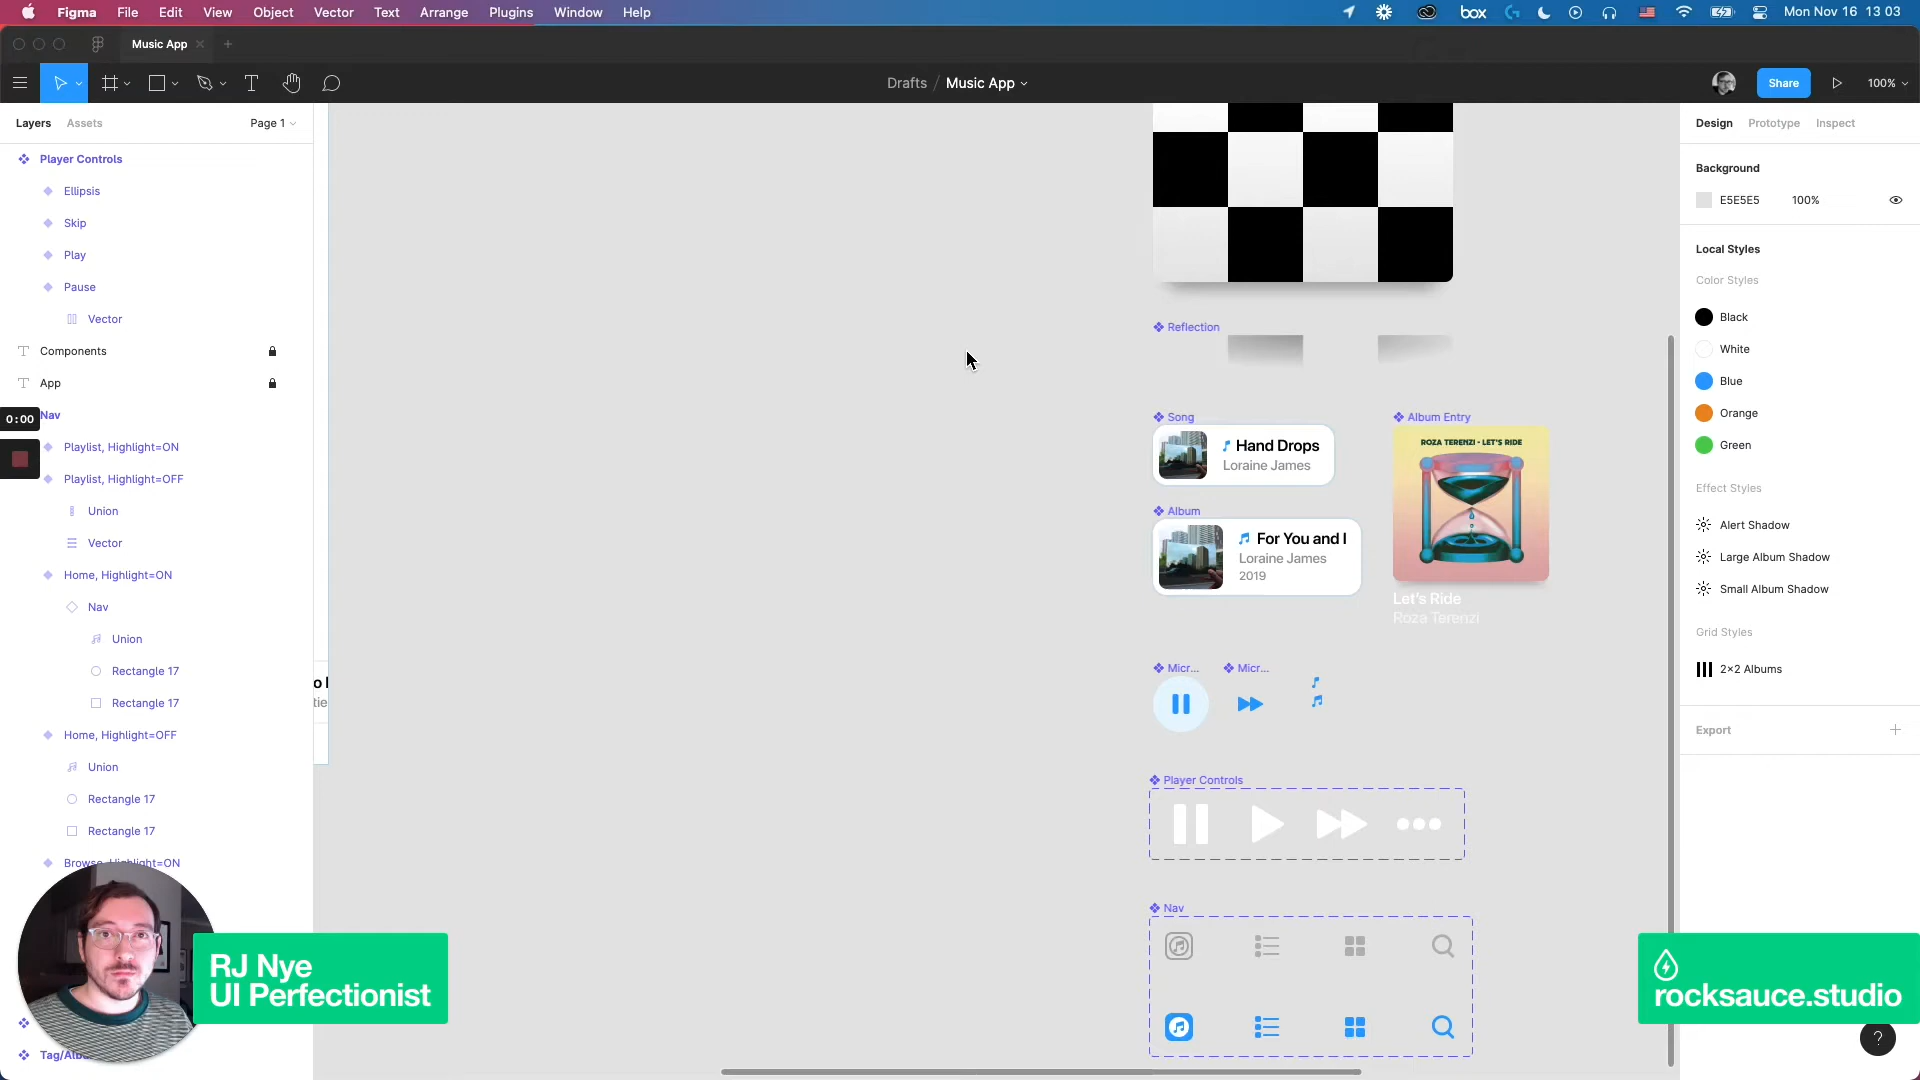 Figma File Edit View Object Vector Text Arrange Plugins Window Help
box
Mon Nov 16 13 03
Music App
Drafts / Music App
Share
100%
Layers Assets Page 1
Player Controls
Ellipsis
Skip
Play
Pause
Vector
Components
App
0:00
Nav
Playlist, Highlight=ON
Playlist, Highlight=OFF
Union
Vector
Home, Highlight=ON
Nav
Union
Rectangle 17
Rectangle 17
Home, Highlight=OFF
Union
Rectangle 17
Rectangle 17
Browse, Highlight=ON
RJ Nye
UI Perfectionist
Reflection
Song
Hand Drops
Loraine James
Album
For You and I
Loraine James
2019
Album Entry
ROZA TERENZI - LET'S RIDE
Let's Ride
Roza Terenzi
Micr... Micr...
Player Controls
Nav
Design Prototype Inspect
Background
E5E5E5 100%
Local Styles
Color Styles
Black
White
Blue
Orange
Green
Effect Styles
Alert Shadow
Large Album Shadow
Small Album Shadow
Grid Styles
2×2 Albums
Export
rocksauce.studio
?